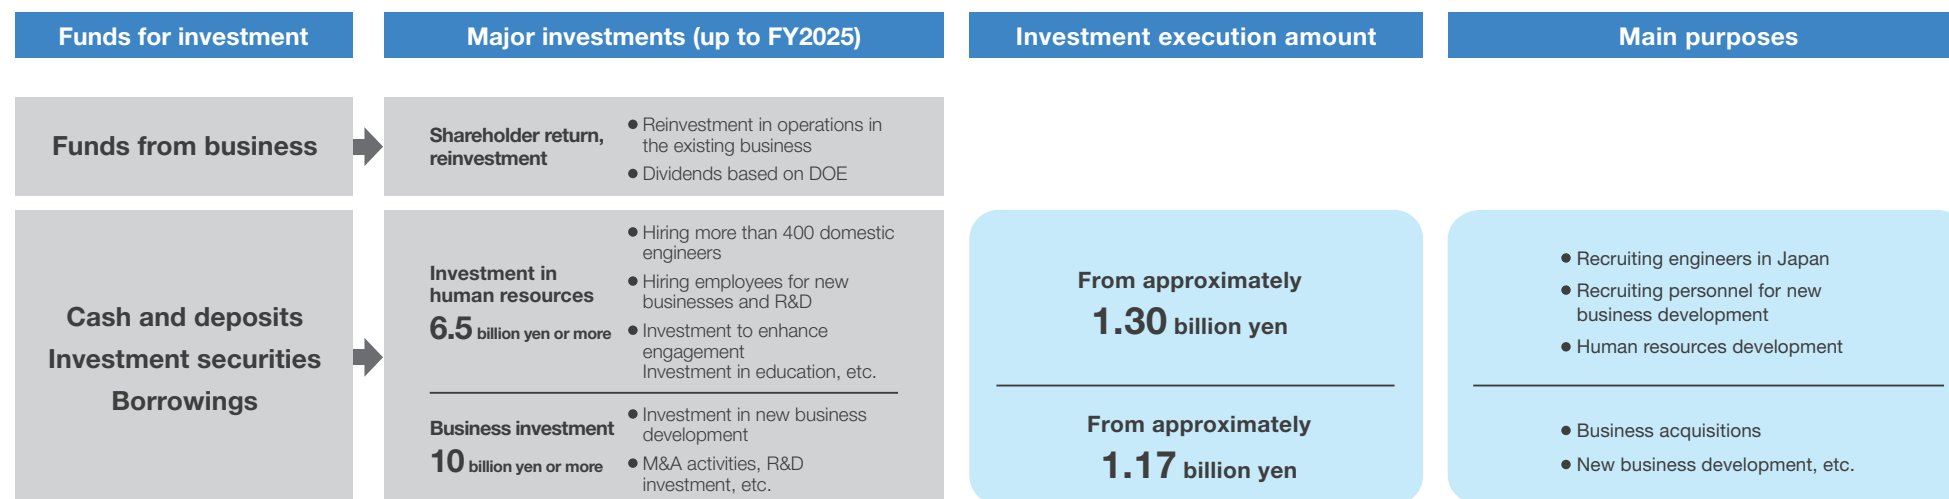 Funds for investment
Major investments (up to FY2025)
Investment execution amount
Main purposes
Funds from business
Shareholder return,
reinvestment
● Reinvestment in operations in
the existing business
● Dividends based on DOE
Cash and deposits
Investment securities
Borrowings
Investment in
human resources
6.5 billion yen or more
● Hiring more than 400 domestic
engineers
● Hiring employees for new
businesses and R&D
● Investment to enhance
engagement
Investment in education, etc.
From approximately
1.30 billion yen
● Recruiting engineers in Japan
● Recruiting personnel for new
business development
● Human resources development
Business investment
10 billion yen or more
● Investment in new business
development
● M&A activities, R&D
investment, etc.
From approximately
1.17 billion yen
● Business acquisitions
● New business development, etc.